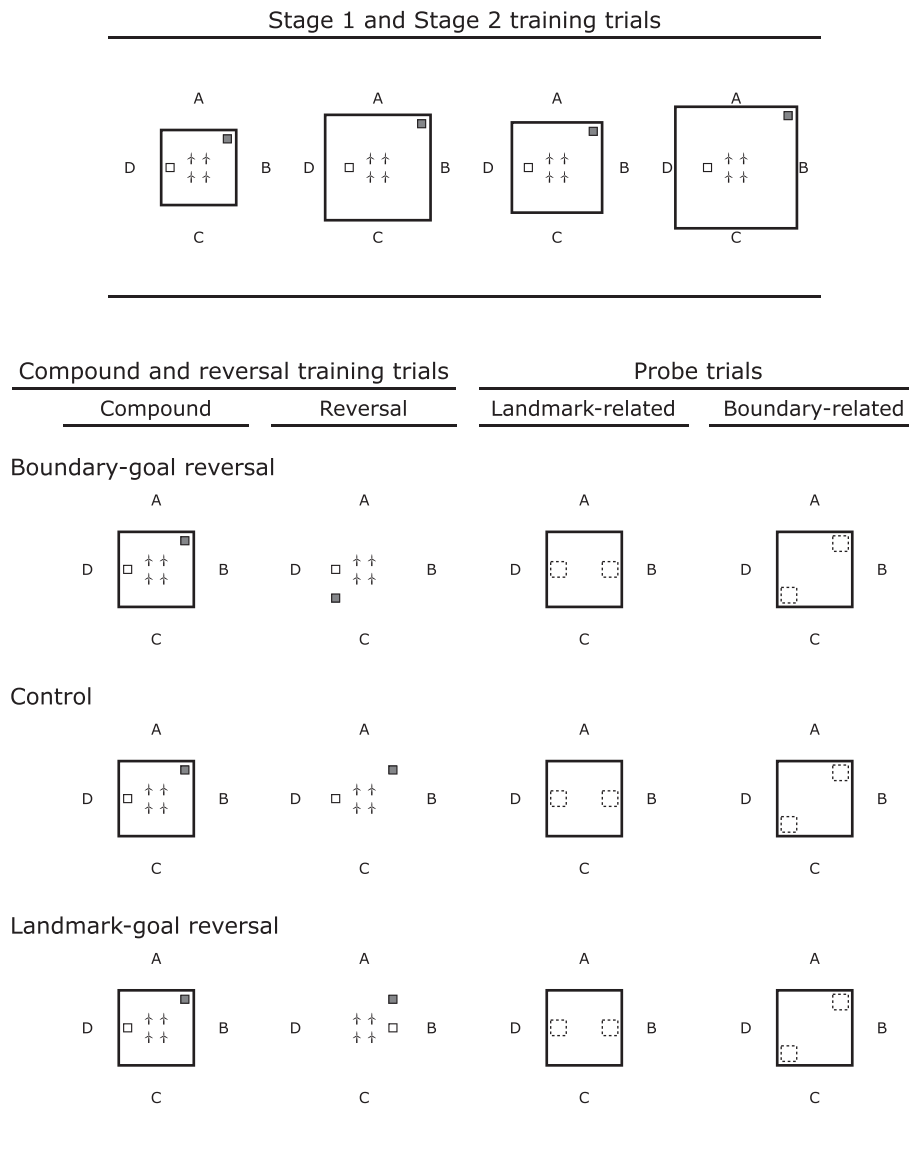 Stage 1 and Stage 2 training trials
A A A A
D B D B D B D B
C C C C
Compound and reversal training trials Probe trials
Compound Reversal Landmark-related Boundary-related
Boundary-goal reversal
A A A A
D B D B D B D B
C C C C
Control
A A A A
D B D B D B D B
C C C C
Landmark-goal reversal
A A A A
D B D B D B D B
C C C C